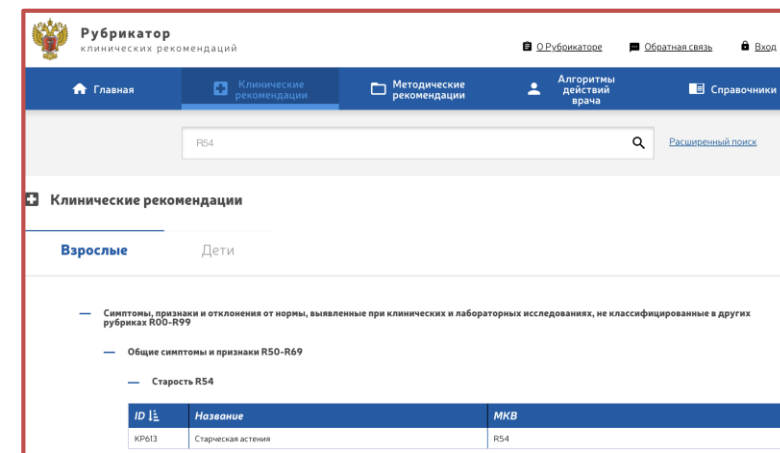 Рубрикатор
клинических рекомендаций
О Рубрикаторе
Обратная связь
Вход
Главная
Клинические
рекомендации
Методические
рекомендации
Алгоритмы
действий
врача
Справочники
R54
Расширенный поиск
Клинические рекомендации
Взрослые
Дети
Симптомы, признаки и отклонения от нормы, выявленные при клинических и лабораторных исследованиях, не классифицированные в других
рубриках R00-R99
Общие симптомы и признаки R50-R69
Старость R54
ID
Название
МКВ
КР613
Старческая астения
R54